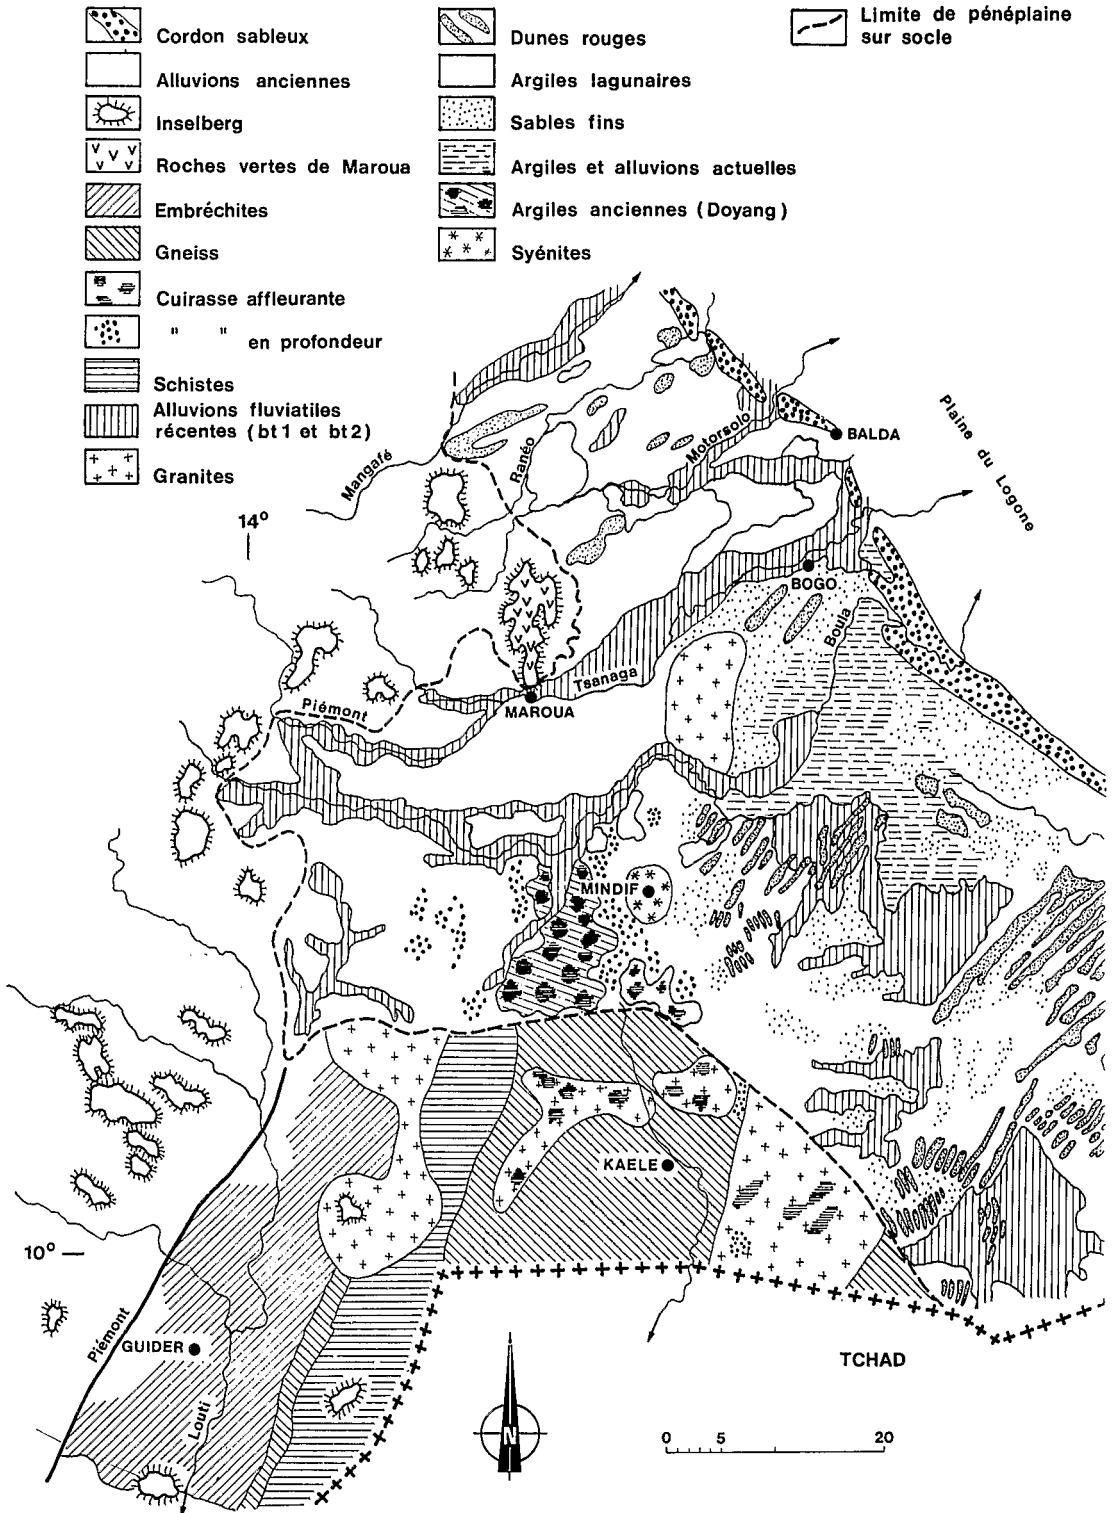 Cordon sableux
Alluvions anciennes
Inselberg
Roches vertes de Maroua
Embréchites
Gneiss
Cuirasse affleurante
" " en profondeur
Schistes
Alluvions fluviatiles
récentes (bt1 et bt2)
Granites
Dunes rouges
Argiles lagunaires
Sables fins
Argiles et alluvions actuelles
Argiles anciennes (Doyang)
Syénites
Limite de pénéplaine
sur socle
Mangafé
Ranéo
Motorsolo
BALDA
Plaine du Logone
14°
BOGO
Boula
Tsanaga
MAROUA
Piémont
MINDIF
KAELE
10°
Piémont
GUIDER
Louti
TCHAD
N
0 5 20